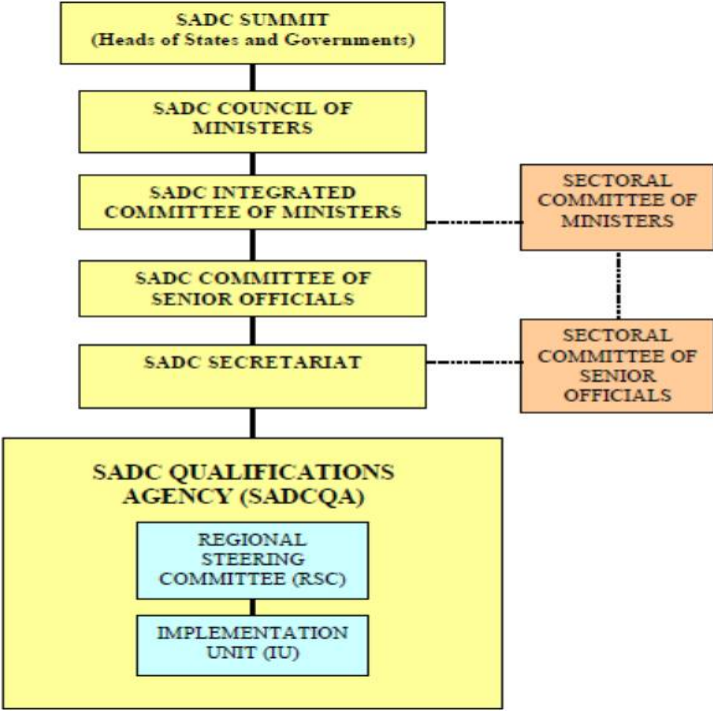 SADC SUMMIT
(Heads of States and Governments)
SADC COUNCIL OF
MINISTERS
SADC INTEGRATED
COMMITTEE OF MINISTERS
SECTORAL
COMMITTEE OF
MINISTERS
SADC COMMITTEE OF
SENIOR OFFICIALS
SADC SECRETARIAT
SECTORAL
COMMITTEE OF
SENIOR
OFFICIALS
SADC QUALIFICATIONS
AGENCY (SADCQA)
REGIONAL
STEERING
COMMITTEE (RSC)
IMPLEMENTATION
UNIT (IU)